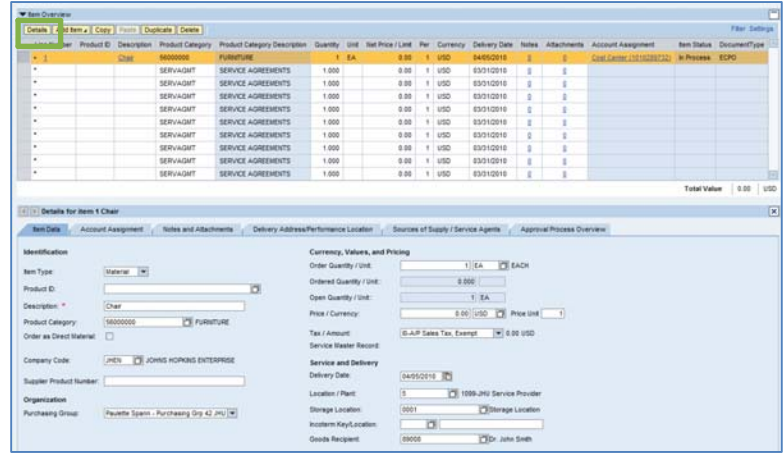 Item Overview
Details Add Item Copy Paste Duplicate Delete Filter Settings
Line Number Product ID Description Product Category Product Category Description Quantity Unit Net Price / Limit Per Currency Delivery Date Notes Attachments Account Assignment Item Status DocumentType
1 Chair 56000000 FURNITURE 1 EA 0.00 1 USD 04/05/2010 0 0 Cost Center In Process ECPO
SERVAGMT SERVICE AGREEMENTS 1.000 0.00 1 USD 03/31/2010 0 0
SERVAGMT SERVICE AGREEMENTS 1.000 0.00 1 USD 03/31/2010 0 0
SERVAGMT SERVICE AGREEMENTS 1.000 0.00 1 USD 03/31/2010 0 0
SERVAGMT SERVICE AGREEMENTS 1.000 0.00 1 USD 03/31/2010 0 0
SERVAGMT SERVICE AGREEMENTS 1.000 0.00 1 USD 03/31/2010 0 0
SERVAGMT SERVICE AGREEMENTS 1.000 0.00 1 USD 03/31/2010 0 0
SERVAGMT SERVICE AGREEMENTS 1.000 0.00 1 USD 03/31/2010 0 0
SERVAGMT SERVICE AGREEMENTS 1.000 0.00 1 USD 03/31/2010 0 0
SERVAGMT SERVICE AGREEMENTS 1.000 0.00 1 USD 03/31/2010 0 0
Total Value 0.00 USD
Details for item 1 Chair
Item Data Account Assignment Notes and Attachments Delivery Address/Performance Location Sources of Supply / Service Agents Approval Process Overview
Identification
Item Type: Material
Product ID:
Description: * Chair
Product Category: 56000000 FURNITURE
Order as Direct Material:
Company Code: JHEN JOHNS HOPKINS ENTERPRISE
Supplier Product Number:
Organization
Purchasing Group: Paulette Spann - Purchasing Grp 42 JHU
Currency, Values, and Pricing
Order Quantity / Unit: 1 EA EACH
Ordered Quantity / Unit: 0.000
Open Quantity / Unit: 1 EA
Price / Currency: 0.00 USD Price Unit 1
Tax / Amount: I0-A/P Sales Tax, Exempt 0.00 USD
Service Master Record:
Service and Delivery
Delivery Date: 04/05/2010
Location / Plant: 5 1099-JHU Service Provider
Storage Location: 0001 Storage Location
Incoterm Key/Location:
Goods Recipient: 89000 Dr. John Smith